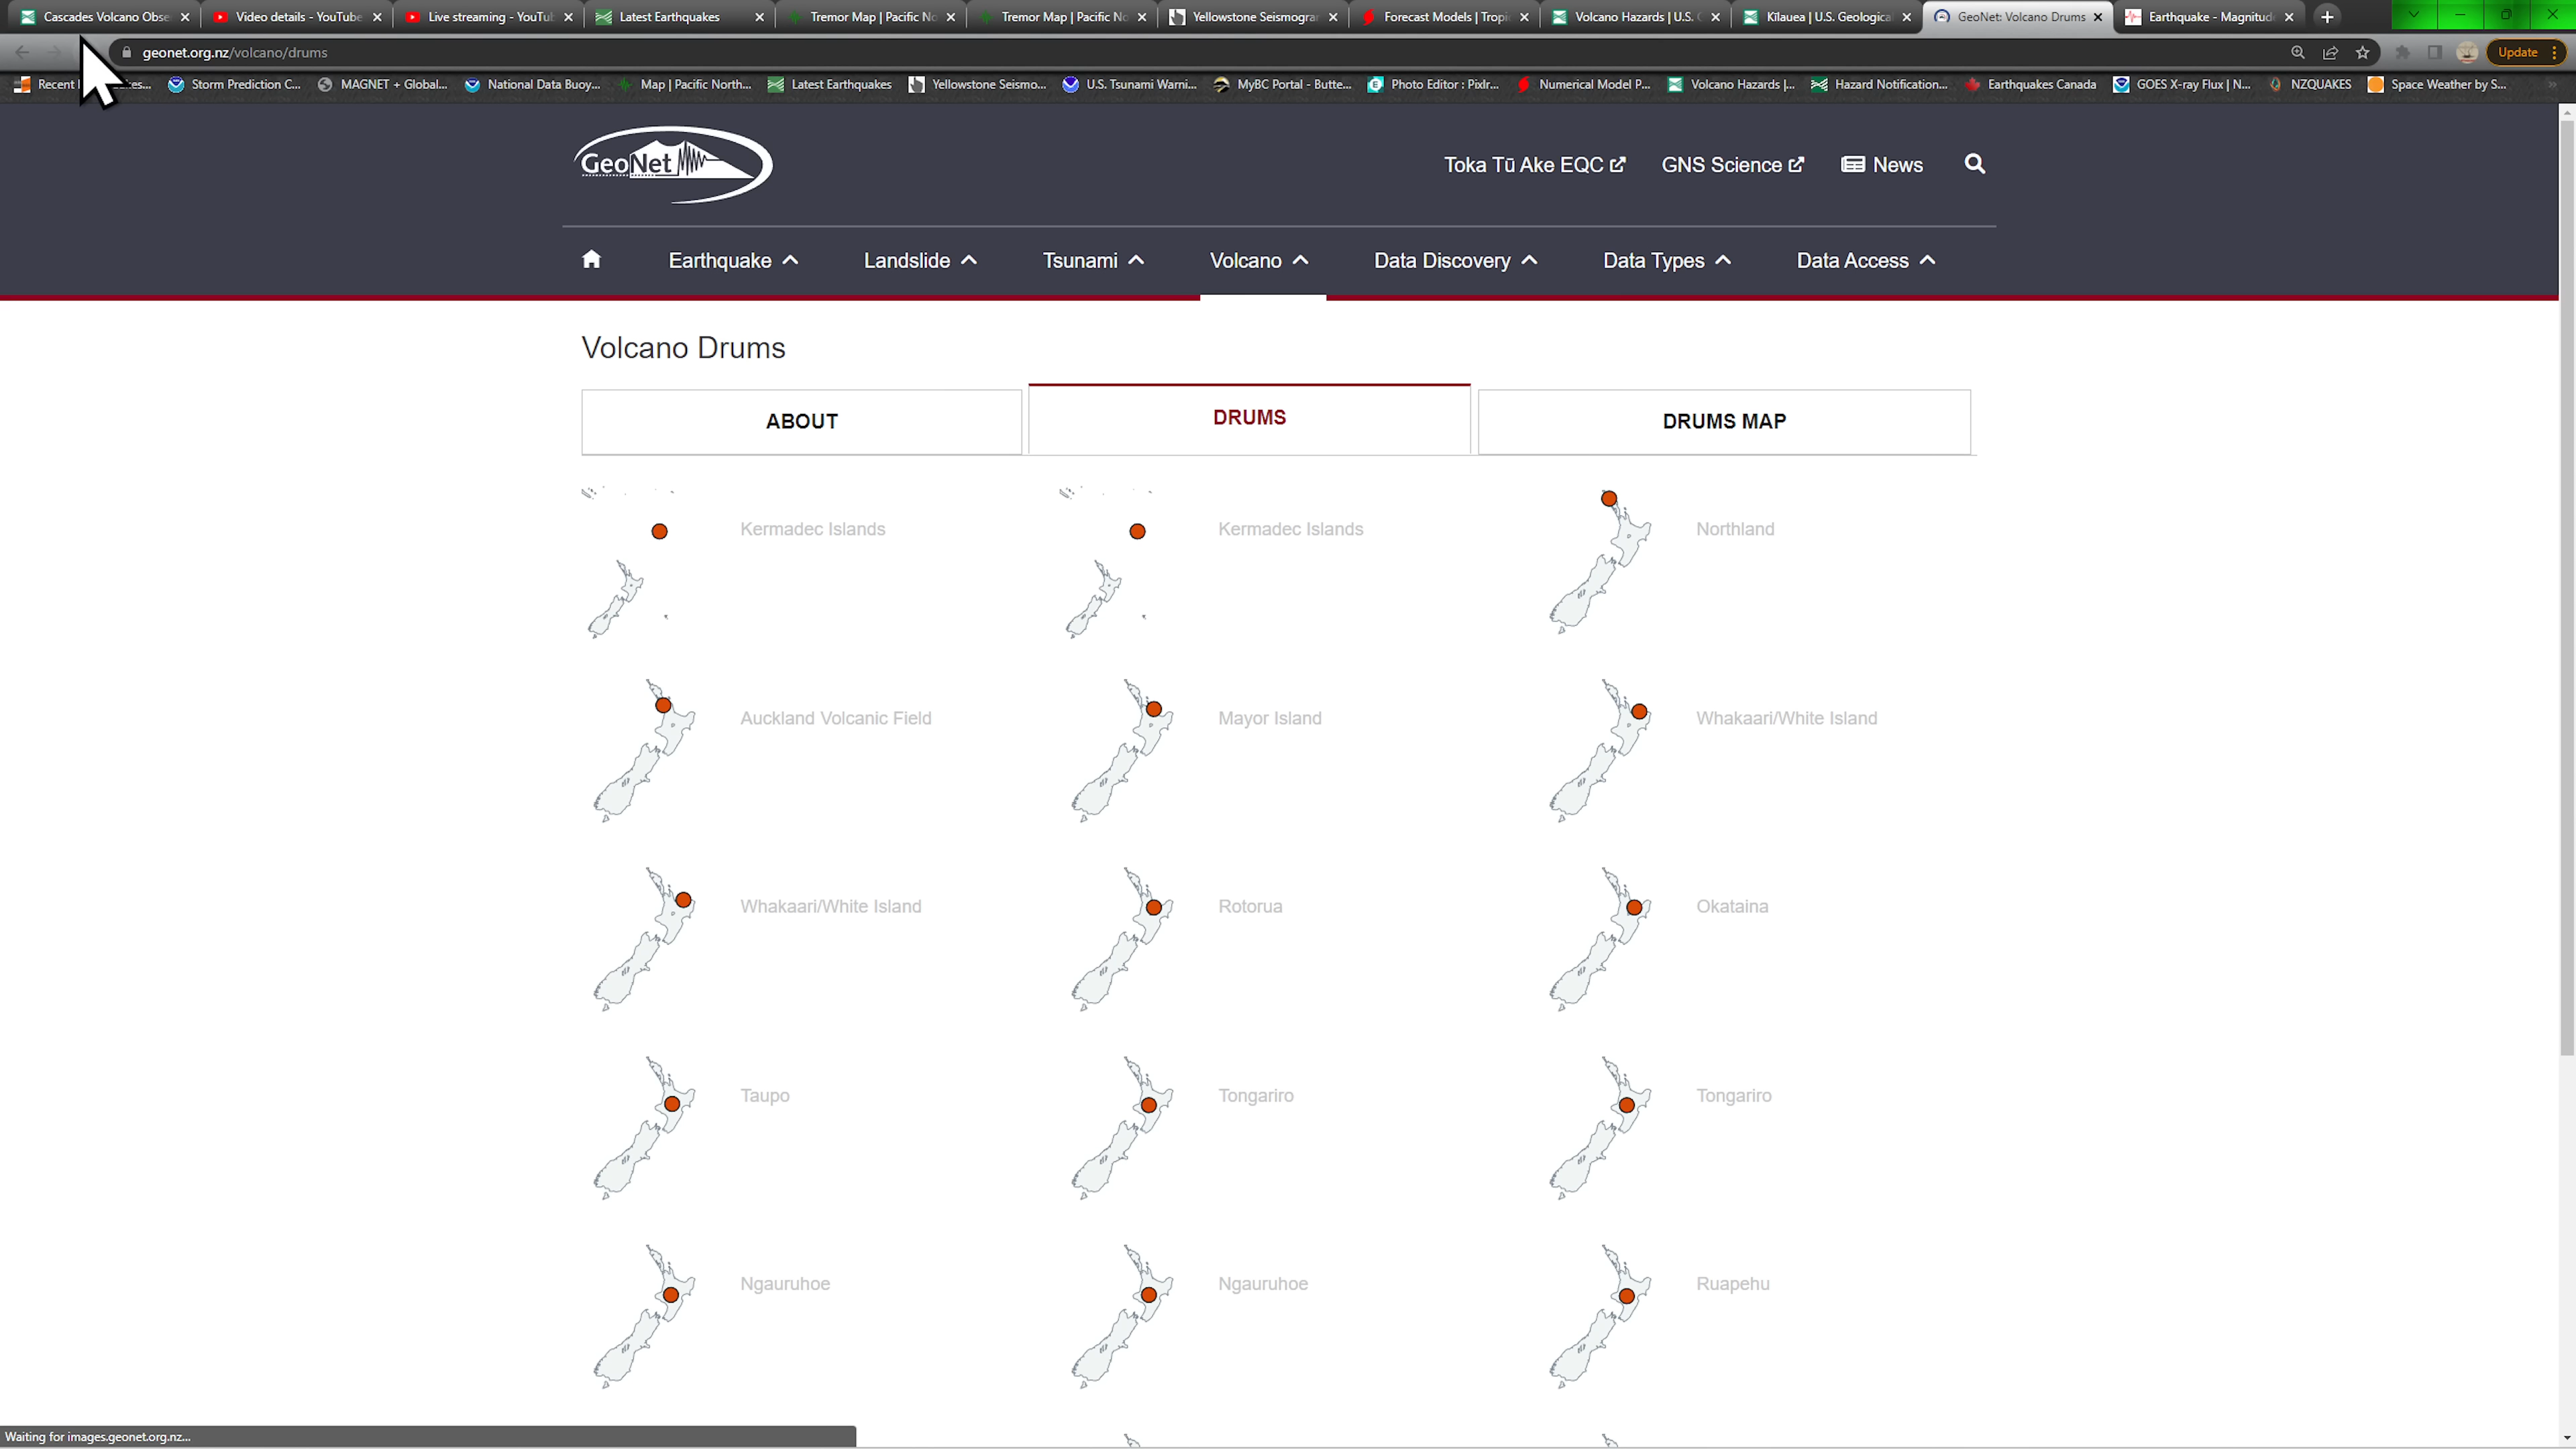 Cascades Volcano Obse
Video details - YouTube
Live streaming - YouTub
Latest Earthquakes
Tremor Map | Pacific No
Tremor Map | Pacific No
Yellowstone Seismogra
Forecast Models | Tropi
Volcano Hazards | U.S. G
Kīlauea | U.S. Geologica
GeoNet: Volcano Drums
Earthquake - Magnitude
geonet.org.nz/volcano/drums
Update
Recent
Storm Prediction C...
MAGNET + Global...
National Data Buoy...
Map | Pacific North...
Latest Earthquakes
Yellowstone Seismo...
U.S. Tsunami Warni...
MyBC Portal - Butte...
Photo Editor : Pixlr...
Numerical Model P...
Volcano Hazards |...
Hazard Notification...
Earthquakes Canada
GOES X-ray Flux | N...
NZQUAKES
Space Weather by S...
GeoNet
Toka Tū Ake EQC
GNS Science
News
Earthquake
Landslide
Tsunami
Volcano
Data Discovery
Data Types
Data Access
Volcano Drums
ABOUT
DRUMS
DRUMS MAP
Kermadec Islands
Kermadec Islands
Northland
Auckland Volcanic Field
Mayor Island
Whakaari/White Island
Whakaari/White Island
Rotorua
Okataina
Taupo
Tongariro
Tongariro
Ngauruhoe
Ngauruhoe
Ruapehu
Waiting for images.geonet.org.nz...